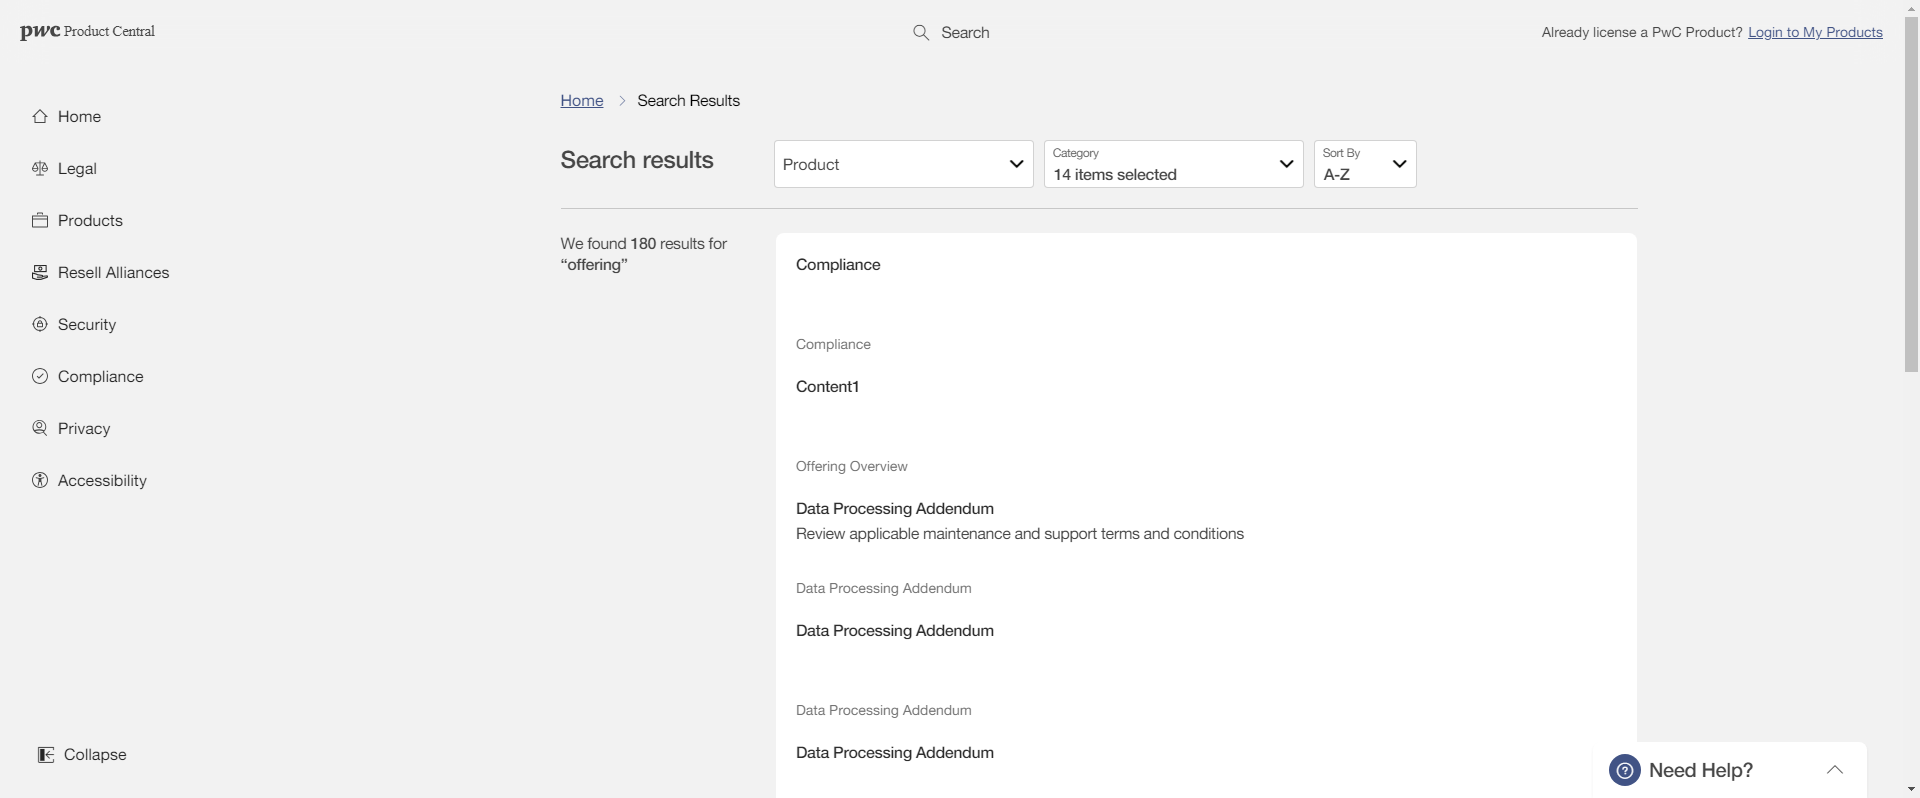 pwc Product Central
Search
Already license a PwC Product? Login to My Products
Home
Legal
Products
Resell Alliances
Security
Compliance
Privacy
Accessibility
Collapse
Home > Search Results
Search results
Product
Category
14 items selected
Sort By
A-Z
We found 180 results for
“offering”
Compliance
Compliance
Content1
Offering Overview
Data Processing Addendum
Review applicable maintenance and support terms and conditions
Data Processing Addendum
Data Processing Addendum
Data Processing Addendum
Data Processing Addendum
Need Help?